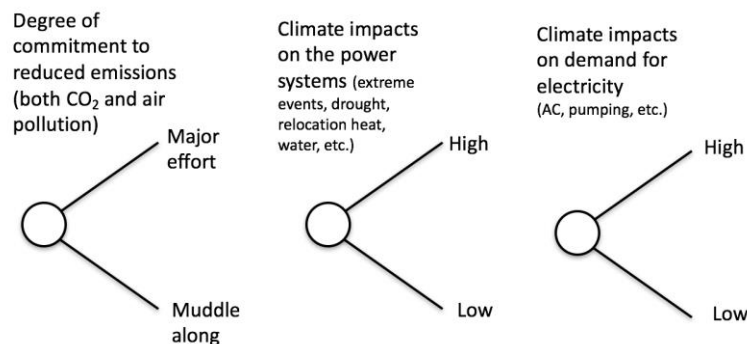 Degree of
commitment to
reduced emissions
(both CO₂ and air
pollution)
Major
effort
Muddle
along
Climate impacts
on the power
systems (extreme
events, drought,
relocation heat,
water, etc.)
High
Low
Climate impacts
on demand for
electricity
(AC, pumping, etc.)
High
Low